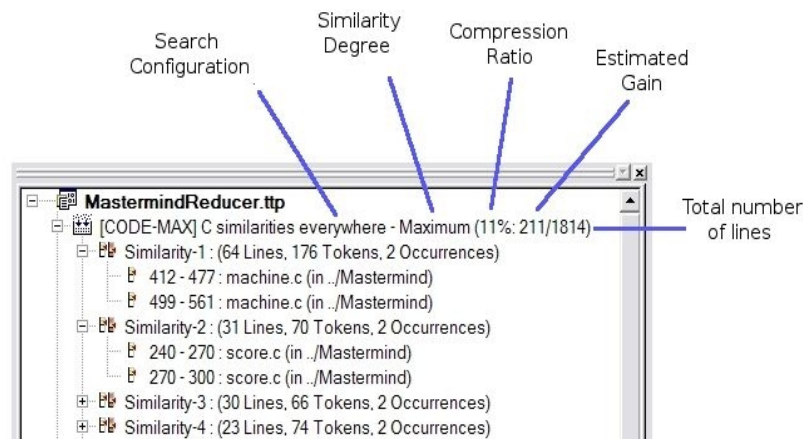 Search
Configuration
Similarity
Degree
Compression
Ratio
Estimated
Gain
Total number
of lines
MastermindReducer.ttp
[CODE-MAX] C similarities everywhere - Maximum (11%: 211/1814)
Similarity-1 : (64 Lines, 176 Tokens, 2 Occurrences)
412 - 477 : machine.c (in ../Mastermind)
499 - 561 : machine.c (in ../Mastermind)
Similarity-2 : (31 Lines, 70 Tokens, 2 Occurrences)
240 - 270 : score.c (in ../Mastermind)
270 - 300 : score.c (in ../Mastermind)
Similarity-3 : (30 Lines, 66 Tokens, 2 Occurrences)
Similarity-4 : (23 Lines, 74 Tokens, 2 Occurrences)